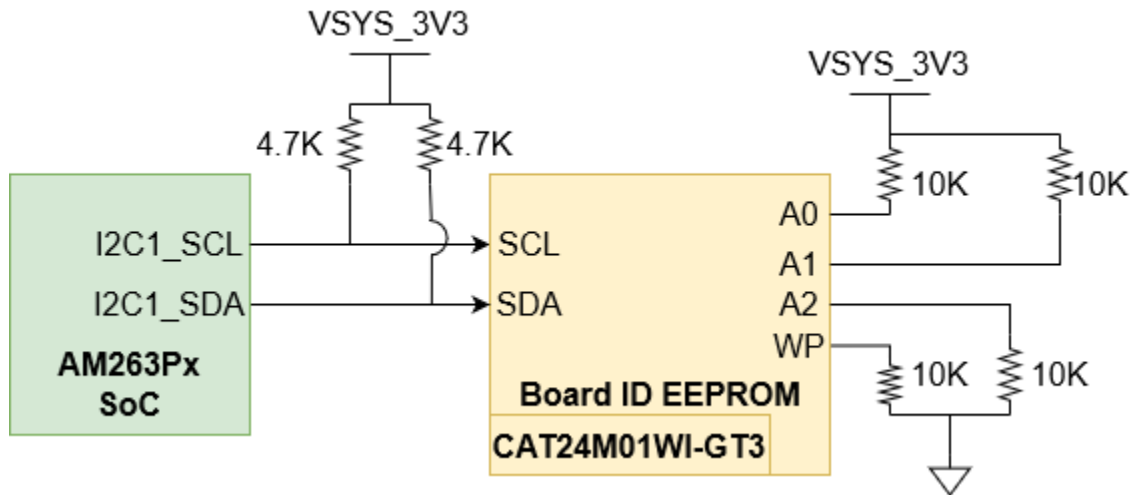 VSYS_3V3
VSYS_3V3
4.7K
4.7K
10K
10K
I2C1_SCL
SCL
A0
A1
I2C1_SDA
SDA
A2
WP
AM263Px
SoC
10K
10K
Board ID EEPROM
CAT24M01WI-GT3